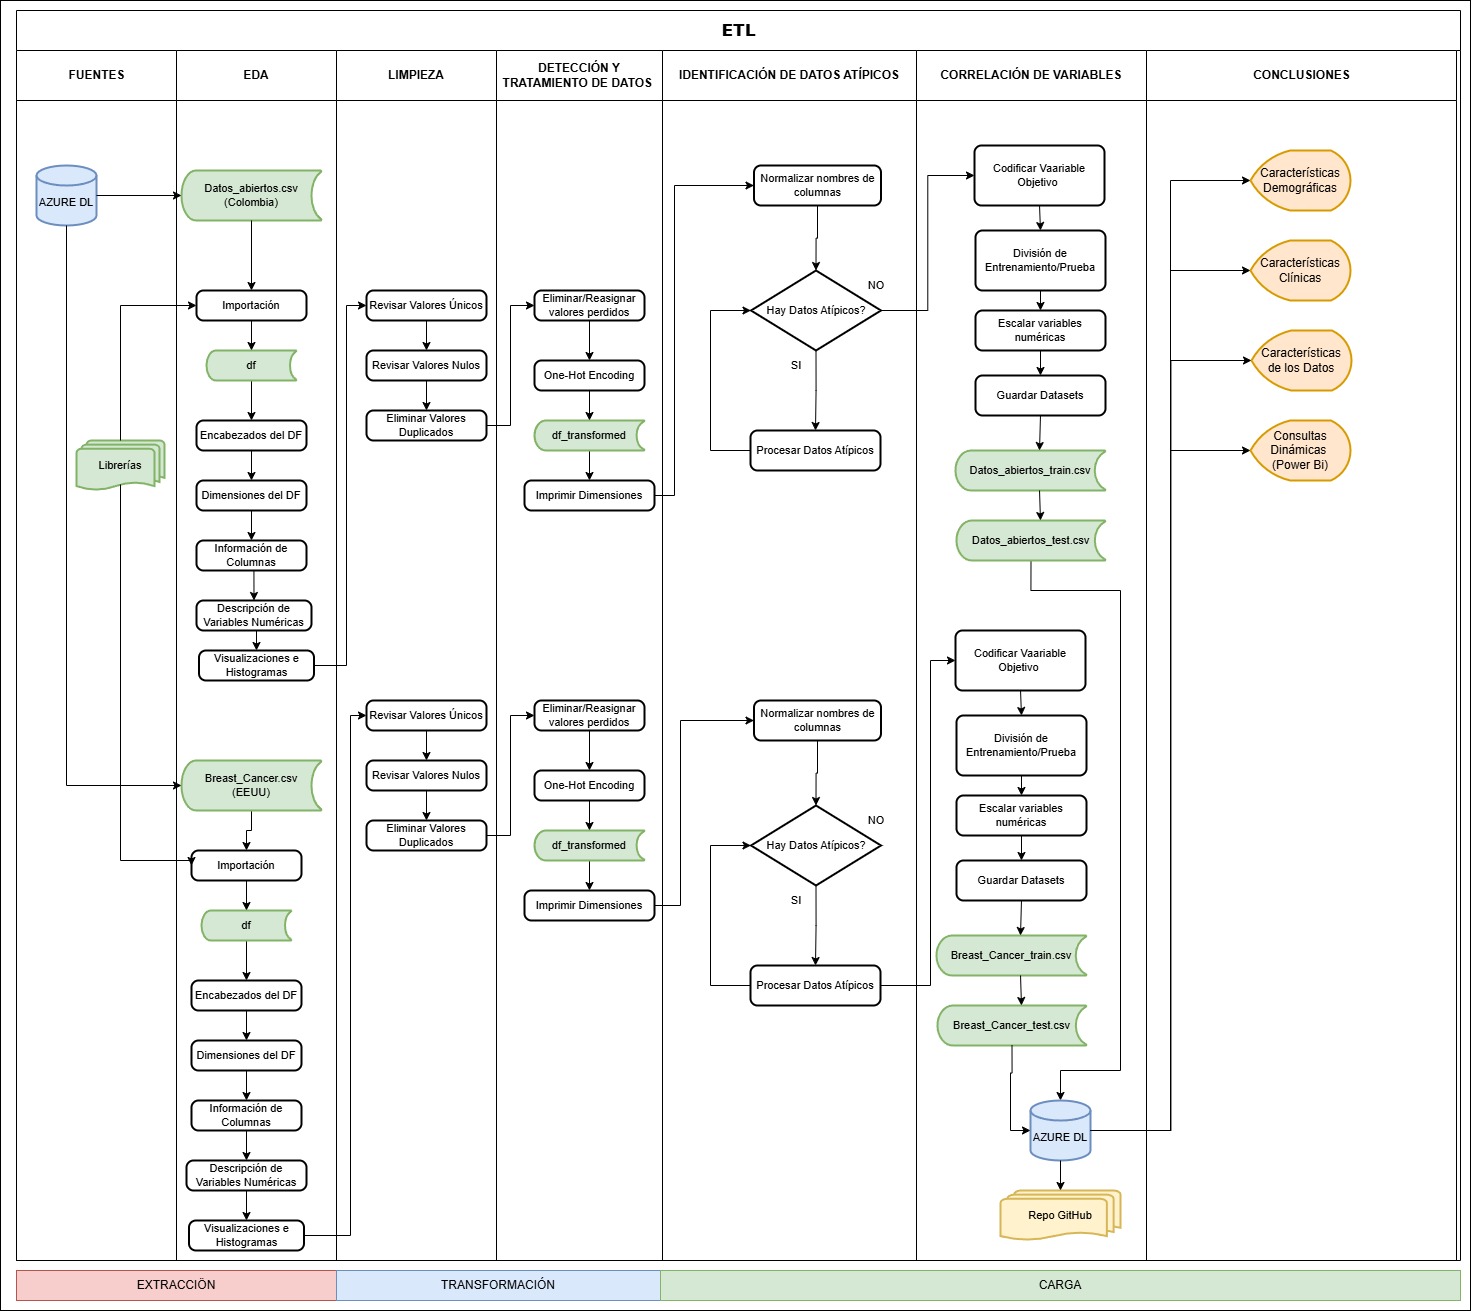 ETL
FUENTES
EDA
LIMPIEZA
DETECCIÓN Y
TRATAMIENTO DE DATOS
IDENTIFICACIÓN DE DATOS ATÍPICOS
CORRELACIÓN DE VARIABLES
CONCLUSIONES
AZURE DL
Librerías
Datos_abiertos.csv
(Colombia)
Importación
df
Encabezados del DF
Dimensiones del DF
Información de
Columnas
Descripción de
Variables Numéricas
Visualizaciones e
Histogramas
Breast_Cancer.csv
(EEUU)
Importación
df
Encabezados del DF
Dimensiones del DF
Información de
Columnas
Descripción de
Variables Numéricas
Visualizaciones e
Histogramas
Revisar Valores Únicos
Revisar Valores Nulos
Eliminar Valores
Duplicados
Revisar Valores Únicos
Revisar Valores Nulos
Eliminar Valores
Duplicados
Eliminar/Reasignar
valores perdidos
One-Hot Encoding
df_transformed
Imprimir Dimensiones
Eliminar/Reasignar
valores perdidos
One-Hot Encoding
df_transformed
Imprimir Dimensiones
Normalizar nombres de
columnas
Hay Datos Atípicos?
NO
SI
Procesar Datos Atípicos
Normalizar nombres de
columnas
Hay Datos Atípicos?
NO
SI
Procesar Datos Atípicos
Codificar Vaariable
Objetivo
División de
Entrenamiento/Prueba
Escalar variables
numéricas
Guardar Datasets
Datos_abiertos_train.csv
Datos_abiertos_test.csv
Codificar Vaariable
Objetivo
División de
Entrenamiento/Prueba
Escalar variables
numéricas
Guardar Datasets
Breast_Cancer_train.csv
Breast_Cancer_test.csv
AZURE DL
Repo GitHub
Características
Demográficas
Características
Clínicas
Características
de los Datos
Consultas
Dinámicas
(Power Bi)
EXTRACCIÖN
TRANSFORMACIÓN
CARGA